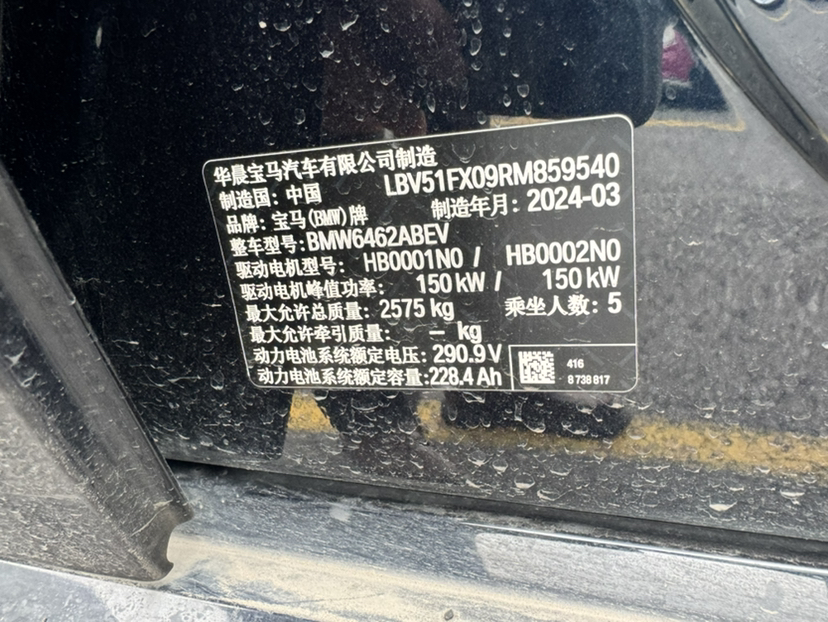 华晨宝马汽车有限公司制造
制造国: 中国 LBV51FX09RM859540
品牌: 宝马(BMW)牌 制造年月: 2024-03
整车型号:BMW6462ABEV
驱动电机型号: HB0001N0 / HB0002N0
驱动电机峰值功率: 150 kW / 150 kW
最大允许总质量: 2575 kg 乘坐人数: 5
最大允许牵引质量: – kg
动力电池系统额定电压: 290.9 V
动力电池系统额定容量:228.4 Ah
416
8 738 817